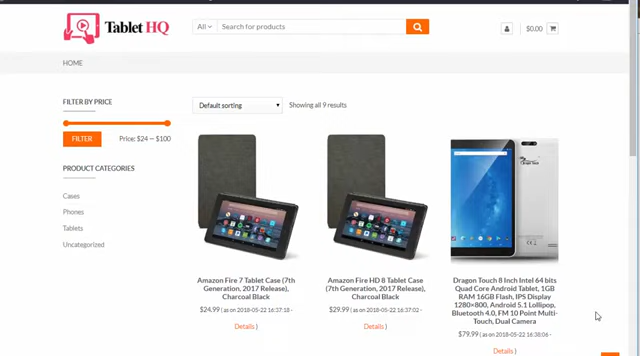 Tablet HQ
All
Search for products
$0.00
HOME
FILTER BY PRICE
FILTER
Price: $24 — $100
PRODUCT CATEGORIES
Cases
Phones
Tablets
Uncategorized
Default sorting
Showing all 9 results
Amazon Fire 7 Tablet Case (7th
Generation, 2017 Release),
Charcoal Black
$24.99 ( as on 2018-05-22 16:37:18 -
Details )
Amazon Fire HD 8 Tablet Case
(7th Generation, 2017 Release),
Charcoal Black
$29.99 ( as on 2018-05-22 16:37:02 -
Details )
Dragon Touch 8 Inch Intel 64 bits
Quad Core Android Tablet, 1GB
RAM 16GB Flash, IPS Display
1280×800, Android 5.1 Lollipop,
Bluetooth 4.0, FM 10 Point Multi-
Touch, Dual Camera
$79.99 ( as on 2018-05-22 16:38:06 -
Details )